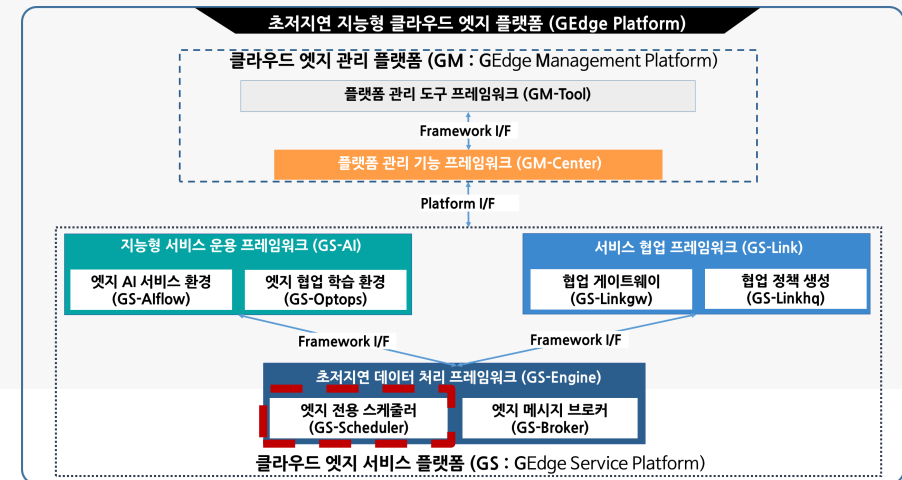 초저지연 지능형 클라우드 엣지 플랫폼 (GEdge Platform)
클라우드 엣지 관리 플랫폼 (GM : GEdge Management Platform)
플랫폼 관리 도구 프레임워크 (GM-Tool)
Framework I/F
플랫폼 관리 기능 프레임워크 (GM-Center)
Platform I/F
지능형 서비스 운용 프레임워크 (GS-AI)
엣지 AI 서비스 환경
(GS-AIflow)
엣지 협업 학습 환경
(GS-Optops)
서비스 협업 프레임워크 (GS-Link)
협업 게이트웨이
(GS-Linkgw)
협업 정책 생성
(GS-Linkhq)
Framework I/F
Framework I/F
초저지연 데이터 처리 프레임워크 (GS-Engine)
엣지 전용 스케줄러
(GS-Scheduler)
엣지 메시지 브로커
(GS-Broker)
클라우드 엣지 서비스 플랫폼 (GS : GEdge Service Platform)